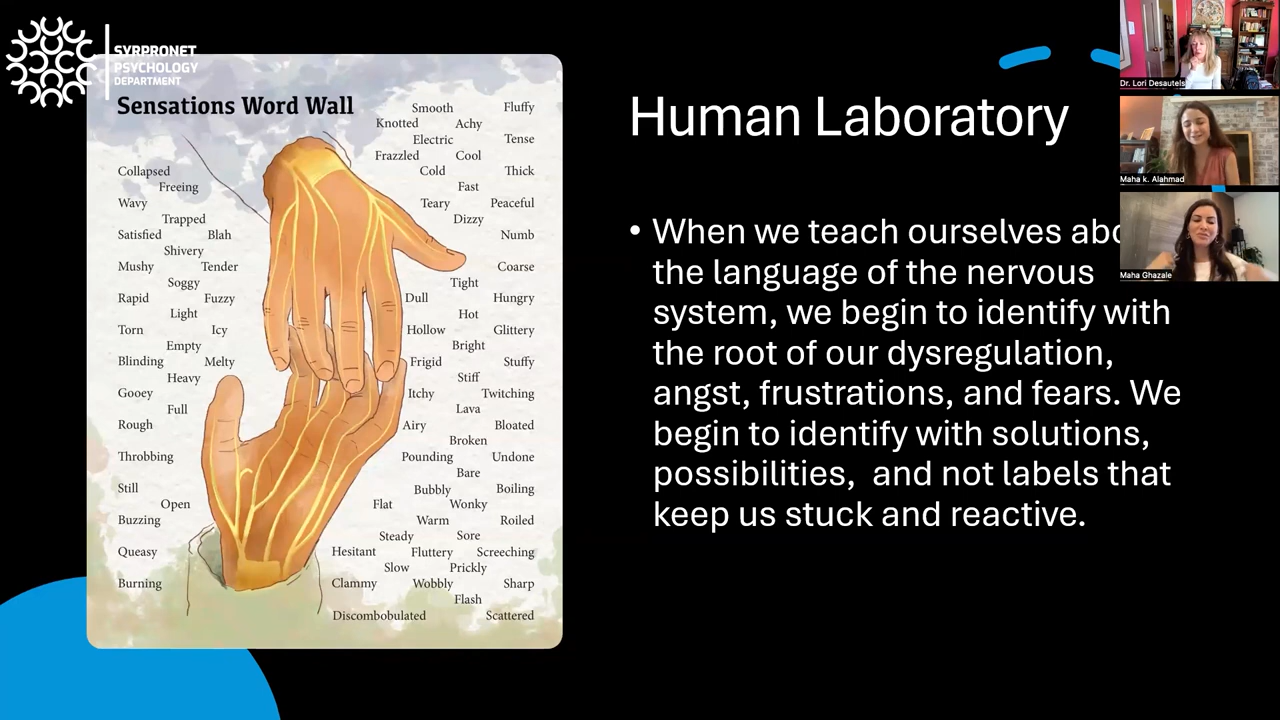 SYRPRONET
PSYCHOLOGY
DEPARTMENT
Sensations Word Wall
Smooth Fluffy
Knotted Achy
Electric Tense
Frazzled Cool
Collapsed Cold Thick
Freeing Fast
Wavy Teary Peaceful
Trapped Dizzy
Satisfied Blah Numb
Shivery
Mushy Tender Coarse
Soggy Tight
Rapid Fuzzy Dull Hungry
Light Hot
Torn Icy Hollow Glittery
Empty Bright
Blinding Melty Frigid Stuffy
Heavy Stiff
Gooey Itchy Twitching
Full Lava
Rough Airy Bloated
Broken
Throbbing Pounding Undone
Bare
Still Bubbly Boiling
Open Flat Wonky
Buzzing Warm Roiled
Steady Sore
Queasy Hesitant Fluttery Screeching
Slow Prickly
Burning Clammy Wobbly Sharp
Flash
Discombobulated Scattered
Human Laboratory
• When we teach ourselves
the language of the nervous
system, we begin to identify with
the root of our dysregulation,
angst, frustrations, and fears. We
begin to identify with solutions,
possibilities, and not labels that
keep us stuck and reactive.
Dr. Lori Desautels
Maha k. Alahmad
Maha Ghazale